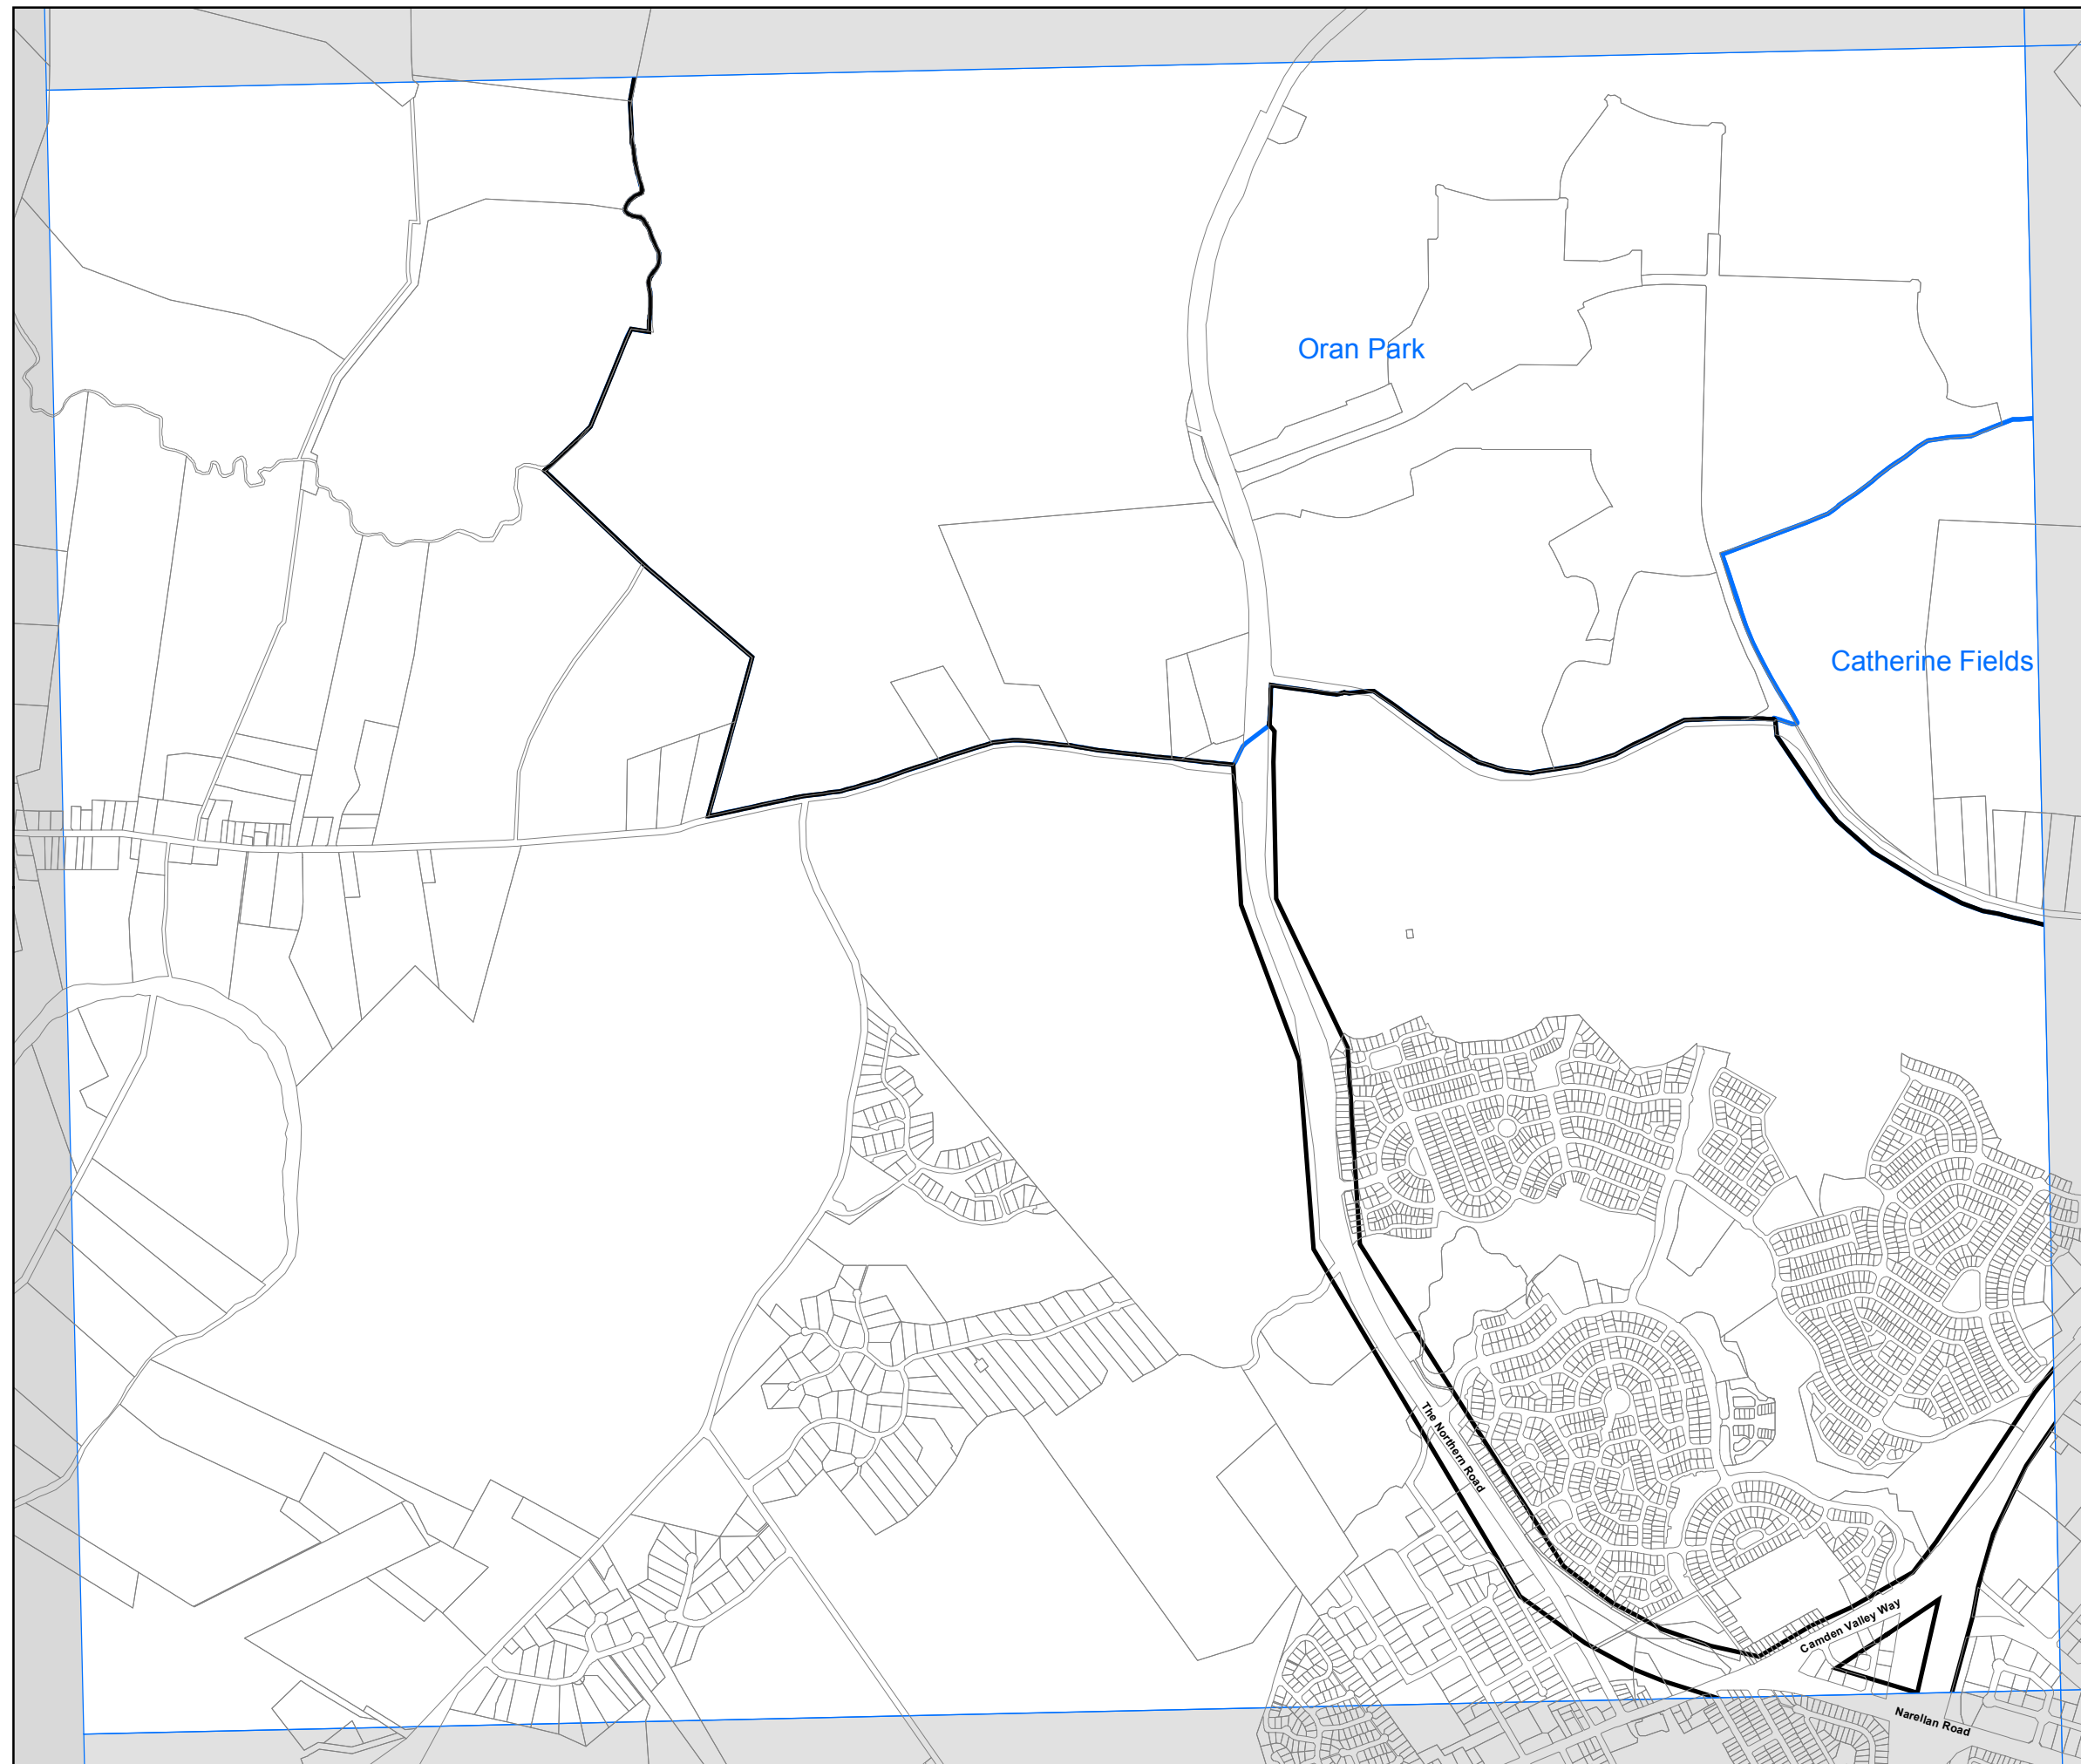 Oran Park
Catherine Fields
The Northern Road
Camden Valley Way
Narellan Road